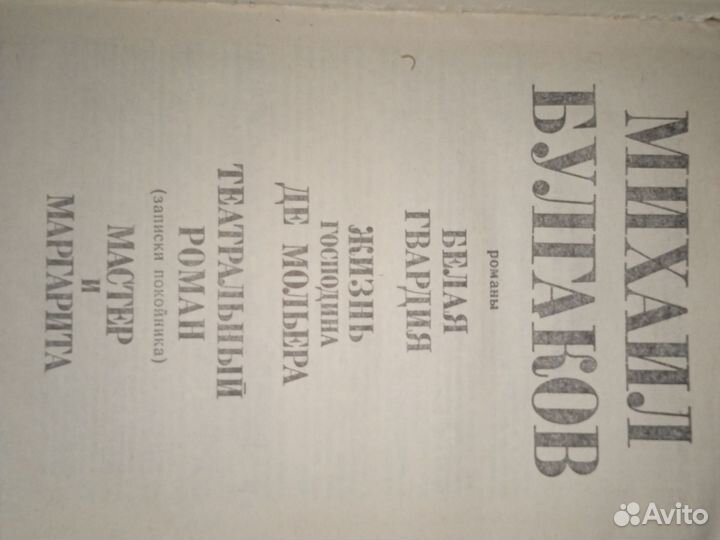 МИХАИЛ
БУЛГАКОВ
романы
БЕЛАЯ
ГВАРДИЯ
ЖИЗНЬ
ГОСПОДИНА
ДЕ МОЛЬЕРА
ТЕАТРАЛЬНЫЙ
РОМАН
(записки покойника)
МАСТЕР
И
МАРГАРИТА
Avito